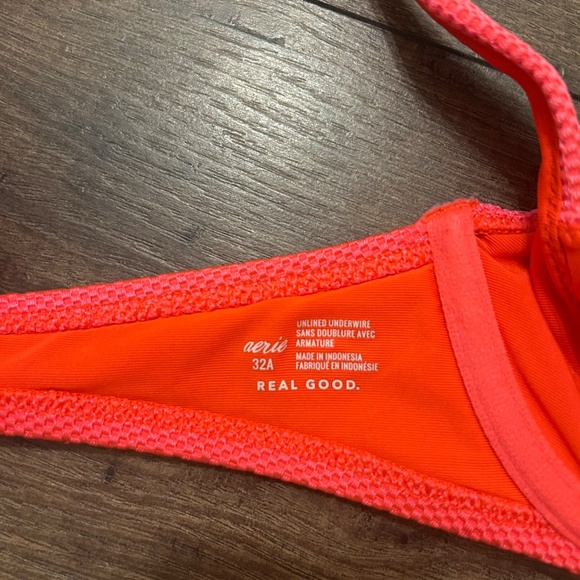 aerie
32A
UNLINED UNDERWIRE
SANS DOUBLURE AVEC
ARMATURE
MADE IN INDONESIA
FABRIQUÉ EN INDONÉSIE
REAL GOOD.